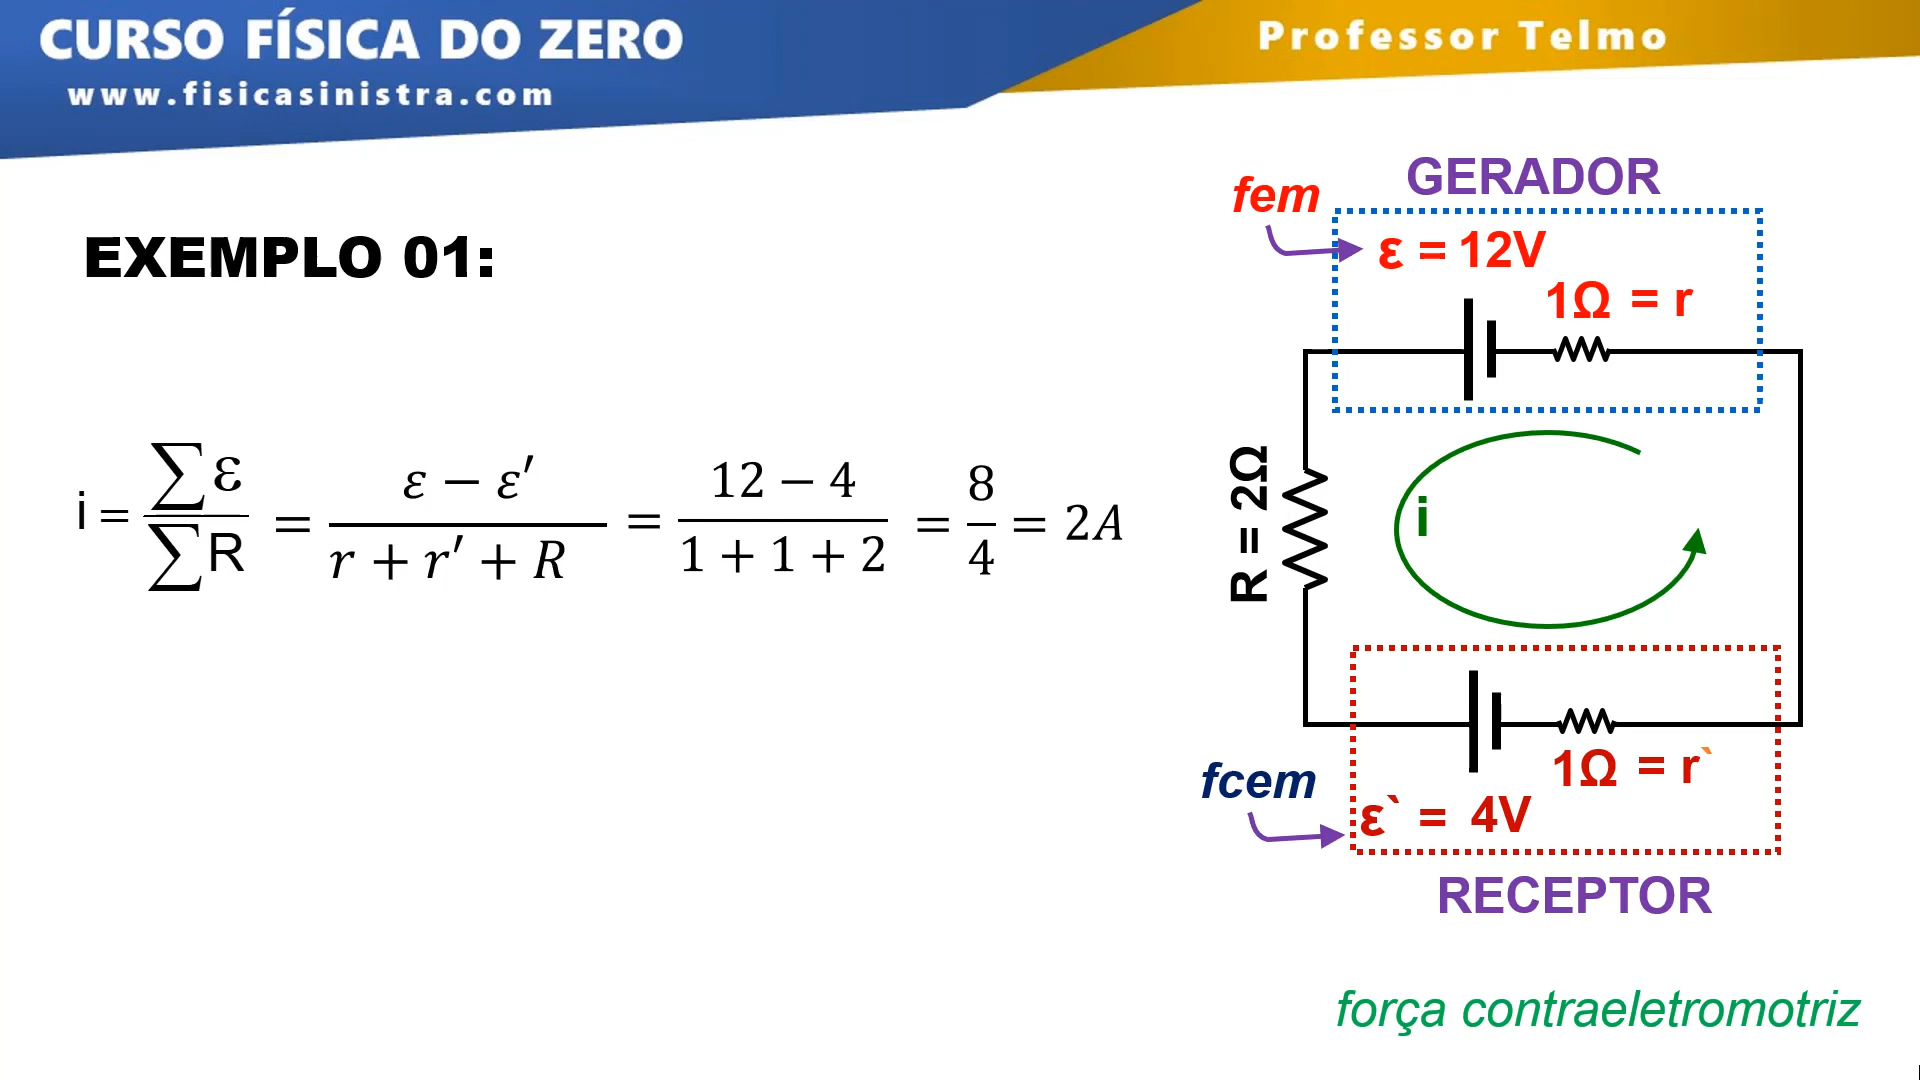 CURSO FÍSICA DO ZERO
www.fisicasinistra.com
Professor Telmo
EXEMPLO 01:
i = ∑ε / ∑R = ε − ε′ / r + r′ + R = 12 − 4 / 1 + 1 + 2 = 8 / 4 = 2A
GERADOR
fem
ε = 12V
1Ω = r
R = 2Ω
i
1Ω = r`
fcem
ε` = 4V
RECEPTOR
força contraeletromotriz